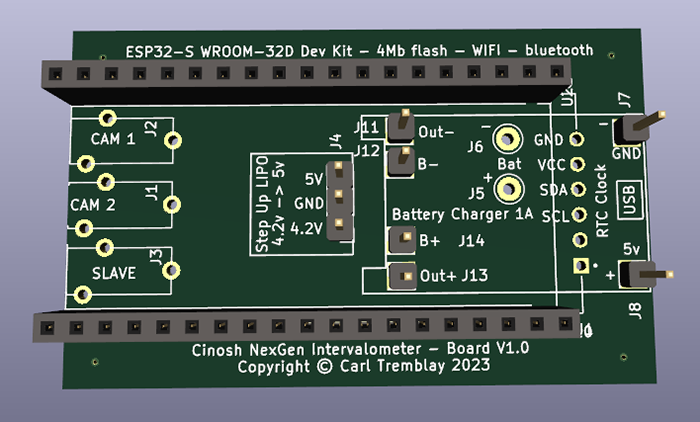 ESP32-S WROOM-32D Dev Kit - 4Mb flash - WIFI - bluetooth
J7
J2
CAM 1
J4
J11
Out-
-
J6
GND
-
GND
J12
B-
Bat
VCC
Step Up LIPO
4.2v -> 5v
5V
GND
4.2V
J1
CAM 2
+
J5
SDA
RTC Clock
USB
Battery Charger 1A
SCL
J3
SLAVE
B+
J14
5v
+
Out+
J13
J8
Cinosh NexGen Intervalometer - Board V1.0
Copyright © Carl Tremblay 2023